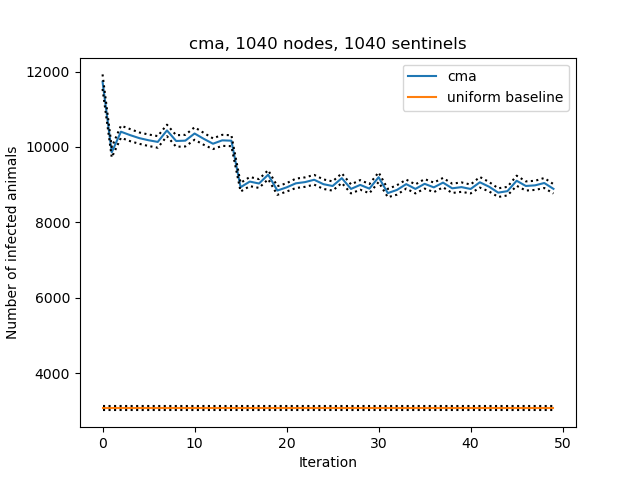 cma, 1040 nodes, 1040 sentinels
cma
uniform baseline
Number of infected animals
12000
10000
8000
6000
4000
0 10 20 30 40 50
Iteration